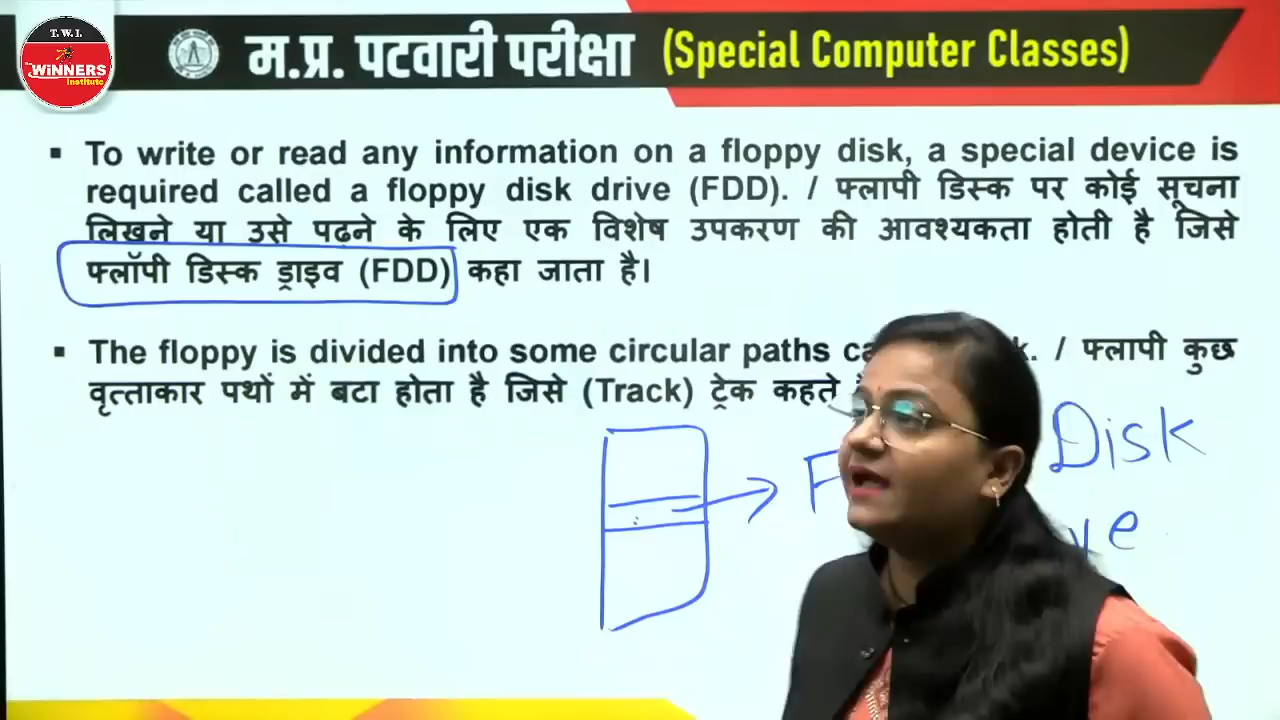 T.W.I.
The WiNNERS
institute
म.प्र. पटवारी परीक्षा (Special Computer Classes)
▪ To write or read any information on a floppy disk, a special device is
required called a floppy disk drive (FDD). / फ्लापी डिस्क पर कोई सूचना
लिखने या उसे पढ़ने के लिए एक विशेष उपकरण की आवश्यकता होती है जिसे
फ्लॉपी डिस्क ड्राइव (FDD) कहा जाता है।
▪ The floppy is divided into some circular paths / फ्लापी कुछ
वृत्ताकार पथों में बटा होता है जिसे (Track) ट्रेक कहते
Disk